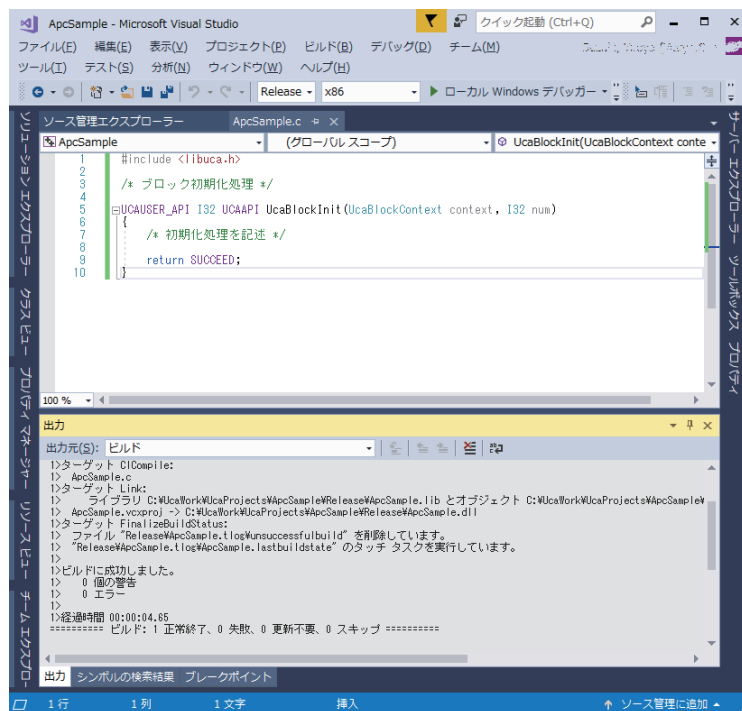 ApcSample - Microsoft Visual Studio
クイック起動 (Ctrl+Q)
ファイル(F) 編集(E) 表示(V) プロジェクト(P) ビルド(B) デバッグ(D) チーム(M)
ツール(T) テスト(S) 分析(N) ウィンドウ(W) ヘルプ(H)
Release x86 ローカル Windows デバッガー
ソリューション エクスプローラー
クラス ビュー
プロパティ マネージャー
リソース ビュー
チーム エクスプロー
ソース管理エクスプローラー ApcSample.c
ApcSample (グローバル スコープ) UcaBlockInit(UcaBlockContext conte
1 #include <libuca.h>
2
3 /* ブロック初期化処理 */
4
5 UCAUSER_API I32 UCAAPI UcaBlockInit(UcaBlockContext context, I32 num)
6 {
7 /* 初期化処理を記述 */
8
9 return SUCCEED;
10 }
100 %
サーバー エクスプローラー
ツールボックス
プロパティ
出力
出力元(S): ビルド
1>ターゲット ClCompile:
1> ApcSample.c
1>ターゲット Link:
1> ライブラリ C:¥UcaWork¥UcaProjects¥ApcSample¥Release¥ApcSample.lib とオブジェクト C:¥UcaWork¥UcaProjects¥ApcSample¥
1> ApcSample.vcxproj -> C:¥UcaWork¥UcaProjects¥ApcSample¥Release¥ApcSample.dll
1>ターゲット FinalizeBuildStatus:
1> ファイル "Release¥ApcSample.tlog¥unsuccessfulbuild" を削除しています。
1> "Release¥ApcSample.tlog¥ApcSample.lastbuildstate" のタッチ タスクを実行しています。
1>
1>ビルドに成功しました。
1> 0 個の警告
1> 0 エラー
1>
1>経過時間 00:00:04.65
========== ビルド: 1 正常終了、0 失敗、0 更新不要、0 スキップ ==========
出力 シンボルの検索結果 ブレークポイント
1 行 1 列 1 文字 挿入 ソース管理に追加